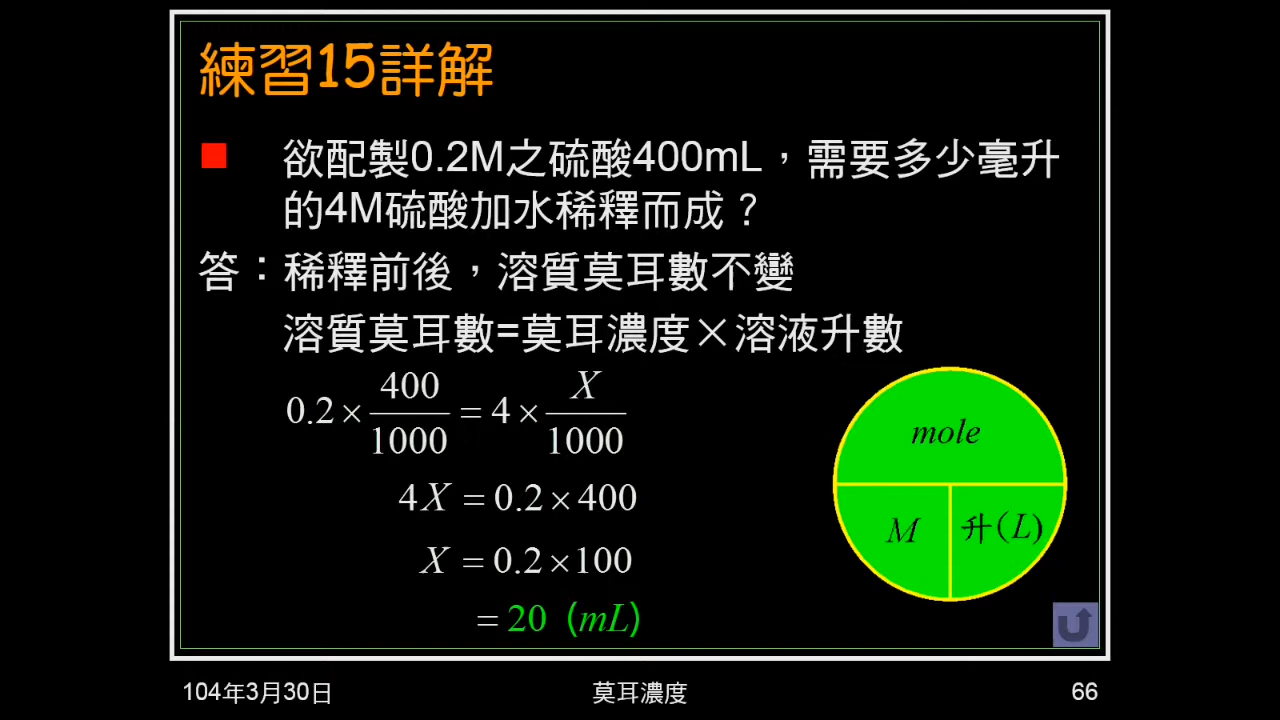 練習15詳解
■ 欲配製0.2M之硫酸400mL，需要多少毫升
的4M硫酸加水稀釋而成？
答：稀釋前後，溶質莫耳數不變
溶質莫耳數=莫耳濃度×溶液升數
0.2 × 400/1000 = 4 × X/1000
4X = 0.2×400
X = 0.2×100
= 20 (mL)
mole
M 升(L)
104年3月30日 莫耳濃度 66